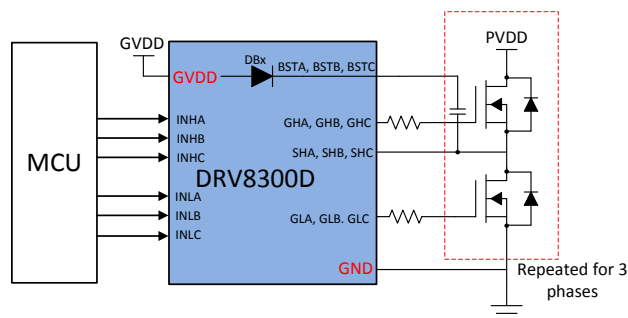 GVDD
PVDD
DBx
GVDD
BSTA, BSTB, BSTC
INHA
GHA, GHB, GHC
INHB
INHC
SHA, SHB, SHC
MCU
DRV8300D
INLA
INLB
GLA, GLB. GLC
INLC
GND
Repeated for 3
phases